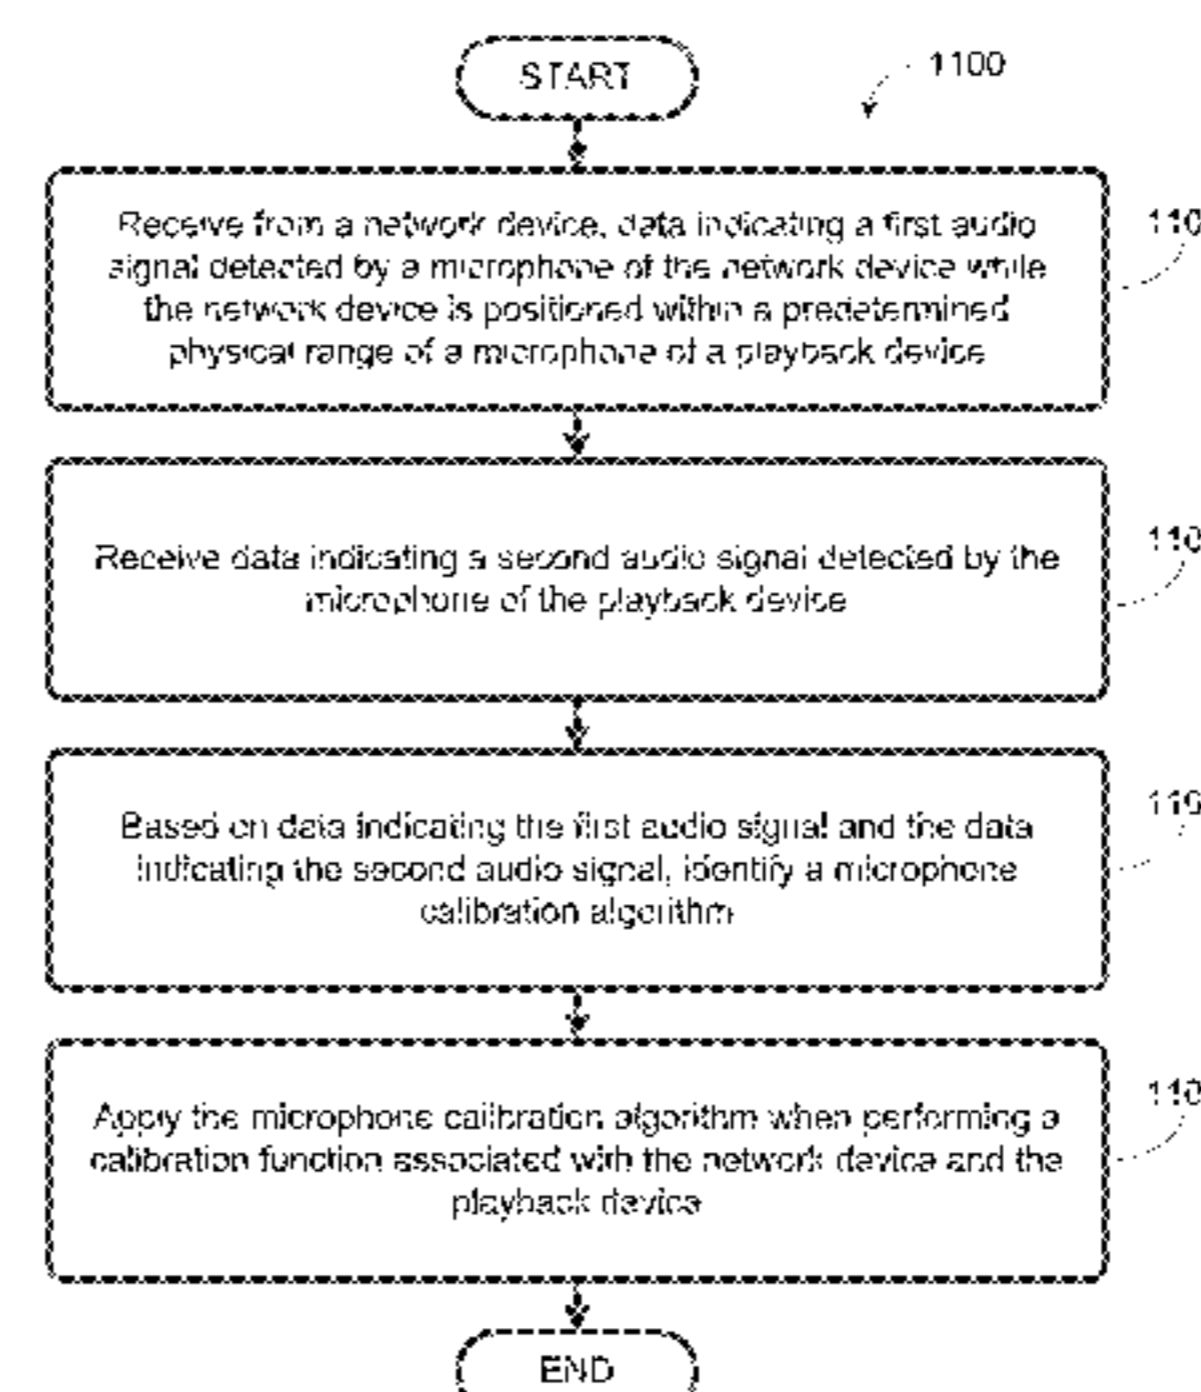 START
1100
Receive from a network device, data indicating a first audio
signal detected by a microphone of the network device while
the network device is positioned within a predetermined
physical range of a microphone of a playback device
110
Receive data indicating a second audio signal detected by the
microphone of the playback device
110
Based on data indicating the first audio signal and the data
indicating the second audio signal, identify a microphone
calibration algorithm
110
Apply the microphone calibration algorithm when performing a
calibration function associated with the network device and the
playback device
110
END